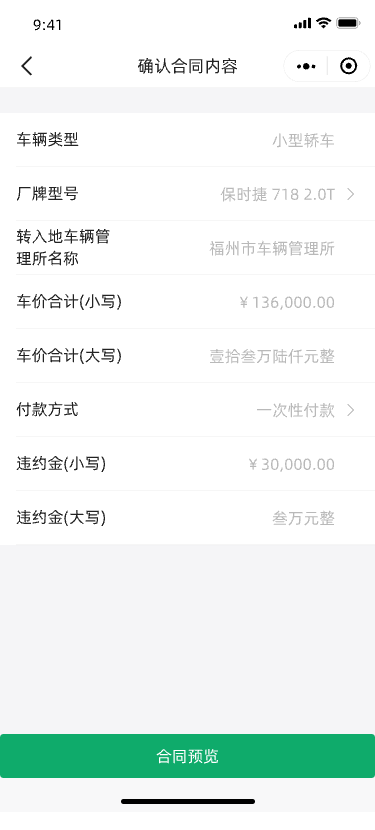 9:41
确认合同内容
车辆类型
小型轿车
厂牌型号
保时捷 718 2.0T
转入地车辆管
理所名称
福州市车辆管理所
车价合计(小写)
¥ 136,000.00
车价合计(大写)
壹拾叁万陆仟元整
付款方式
一次性付款
违约金(小写)
¥ 30,000.00
违约金(大写)
叁万元整
合同预览